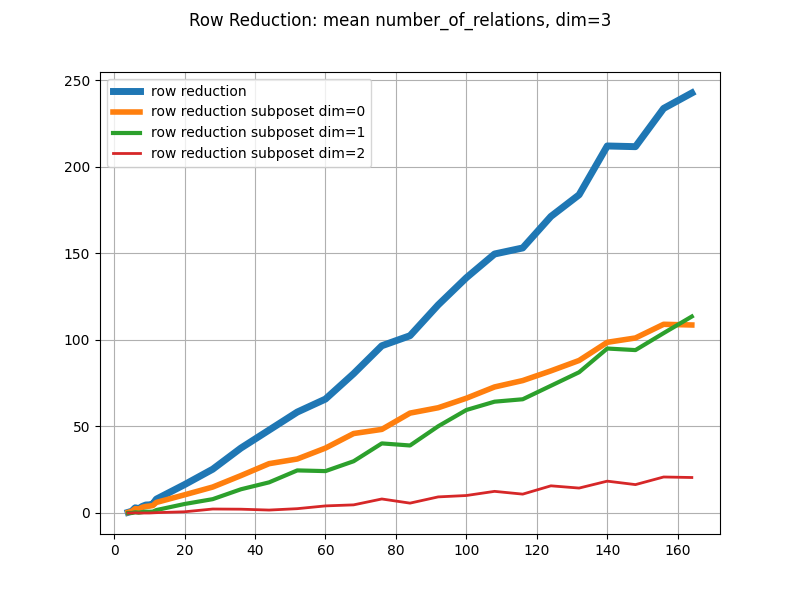 Row Reduction: mean number_of_relations, dim=3
250
200
150
100
50
0
row reduction
row reduction subposet dim=0
row reduction subposet dim=1
row reduction subposet dim=2
0 20 40 60 80 100 120 140 160